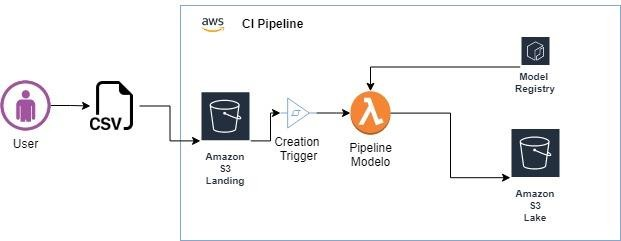 aws
CI Pipeline
User
CSV
Amazon
S3
Landing
Creation
Trigger
Pipeline
Modelo
Model
Registry
Amazon
S3
Lake